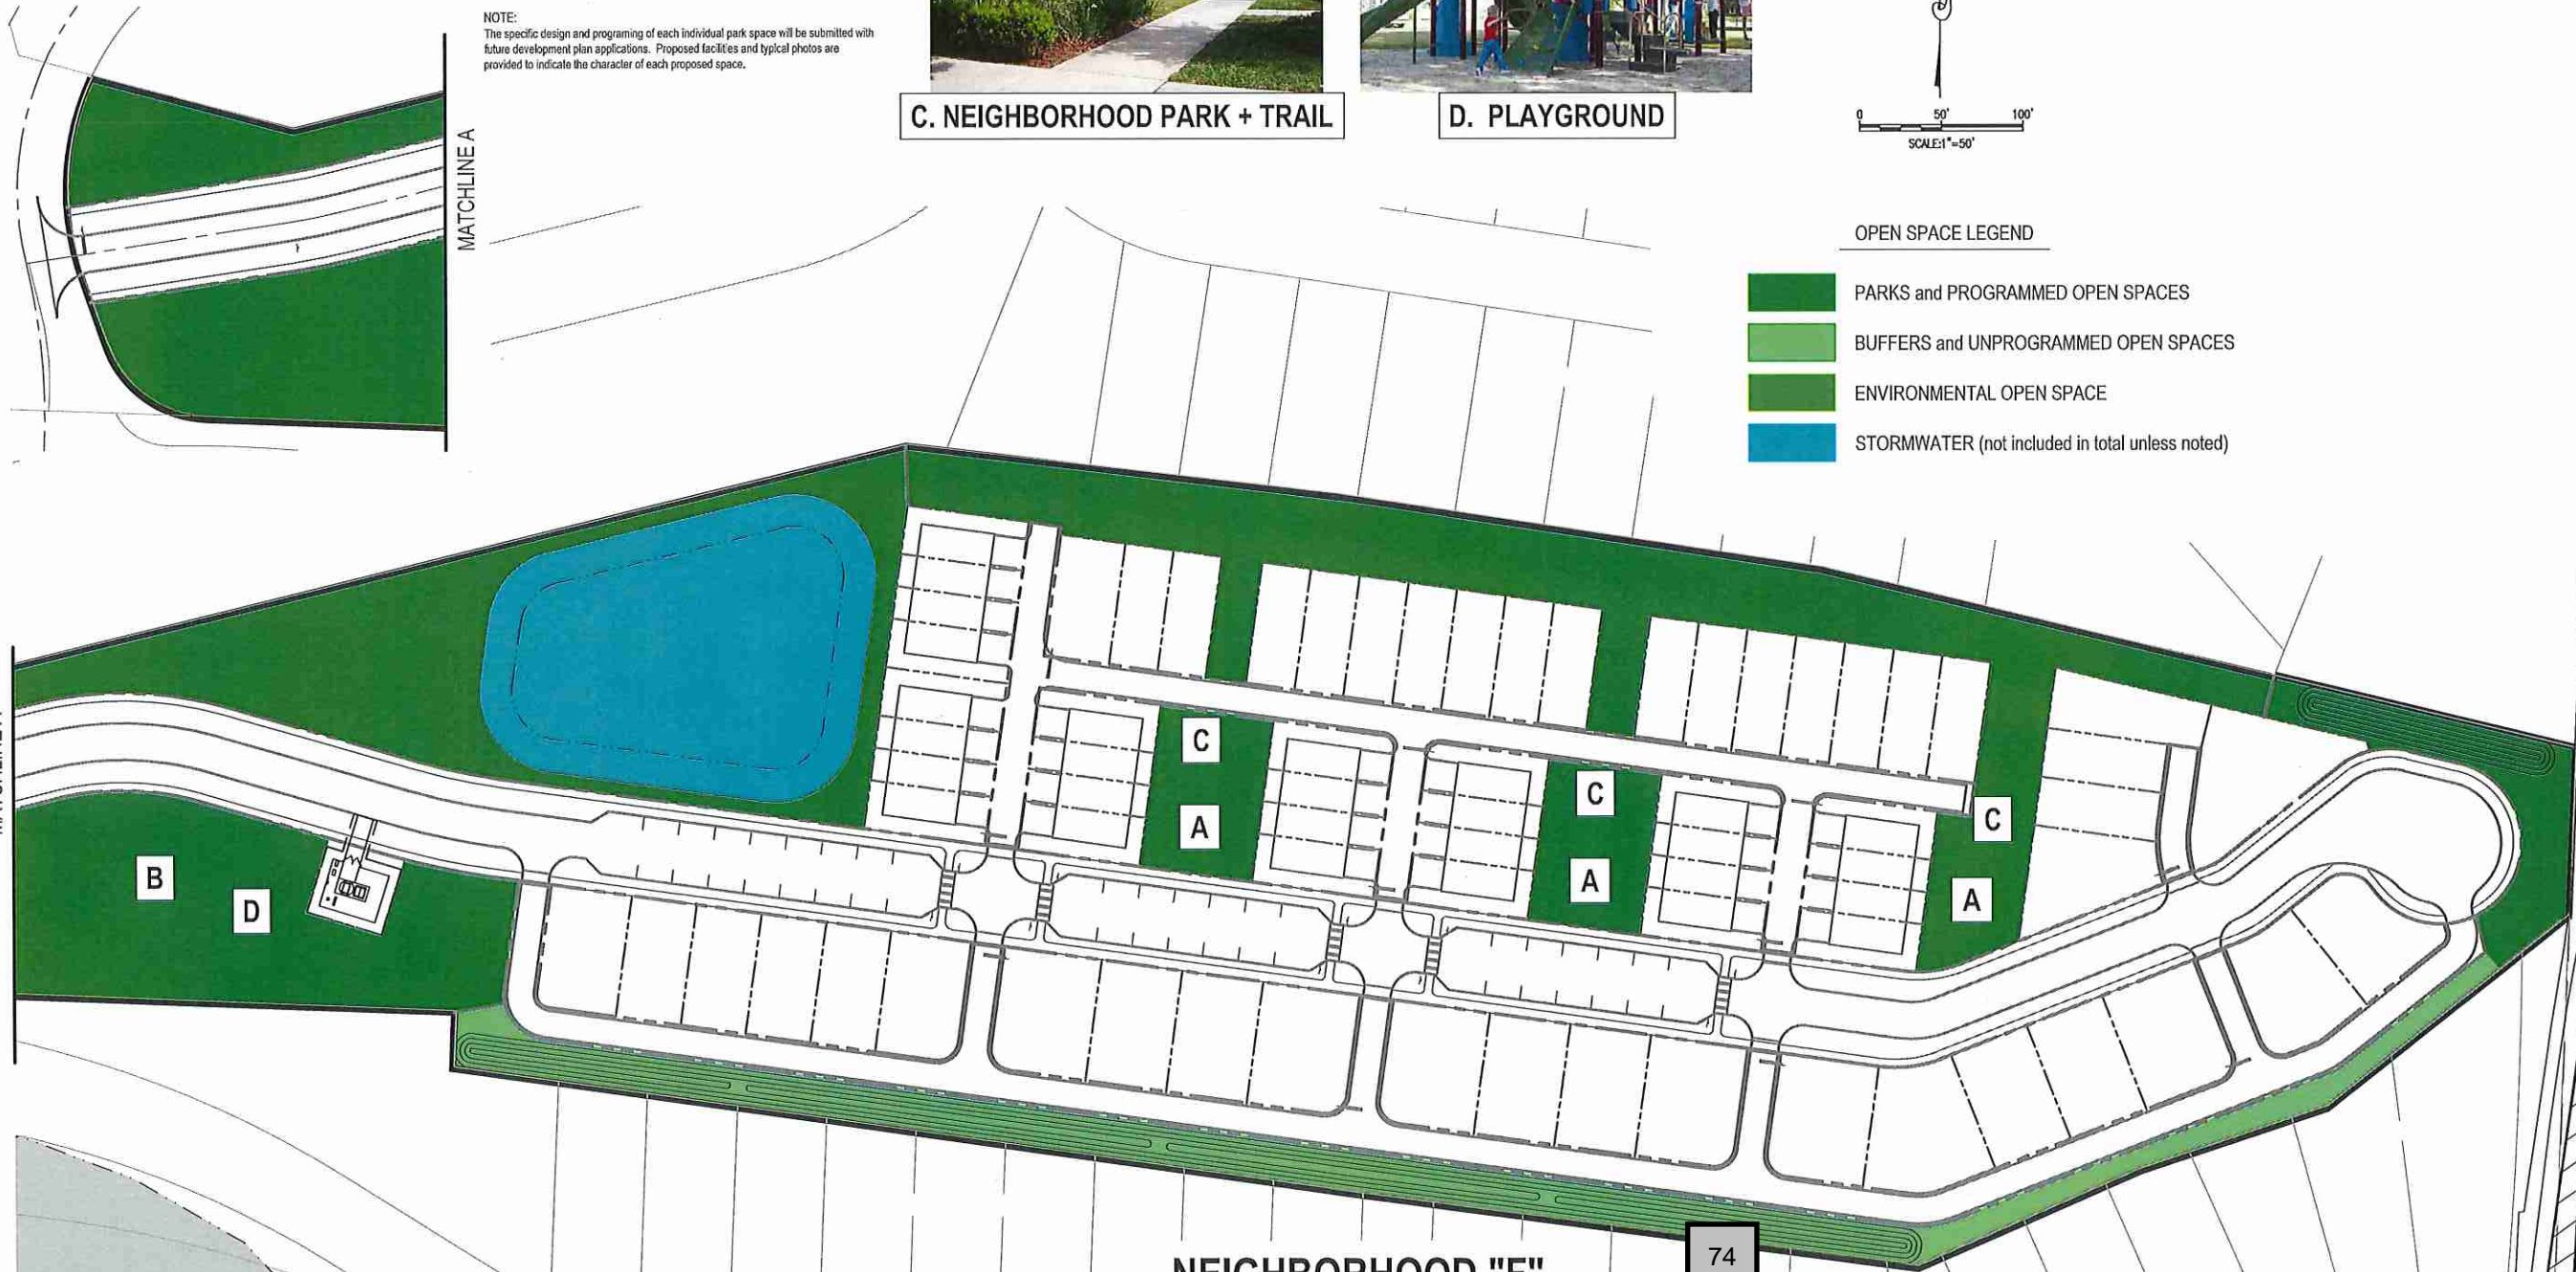 NOTE:
The specific design and programing of each individual park space will be submitted with
future development plan applications. Proposed facilities and typical photos are
provided to indicate the character of each proposed space.
C. NEIGHBORHOOD PARK + TRAIL
D. PLAYGROUND
0 50' 100'
SCALE:1"=50'
MATCHLINE A
OPEN SPACE LEGEND
PARKS and PROGRAMMED OPEN SPACES
BUFFERS and UNPROGRAMMED OPEN SPACES
ENVIRONMENTAL OPEN SPACE
STORMWATER (not included in total unless noted)
C
C
C
A
A
A
B
D
74